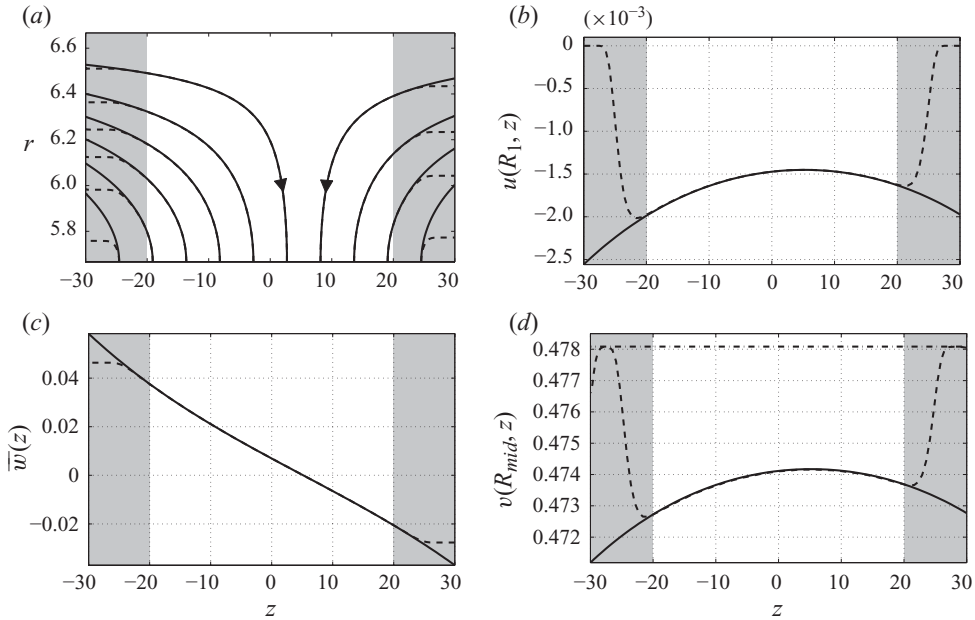 (a)
6.6
6.4
r 6.2
6.0
5.8
−30 −20 −10 0 10 20 30
(b) (×10⁻³)
0
−0.5
−1.0
u(R₁, z)
−1.5
−2.0
−2.5
−30 −20 −10 0 10 20 30
(c)
0.04
0.02
w̅(z)
0
−0.02
−30 −20 −10 0 10 20 30
z
(d)
0.478
0.477
0.476
0.475
v(R_mid, z)
0.474
0.473
0.472
−30 −20 −10 0 10 20 30
z